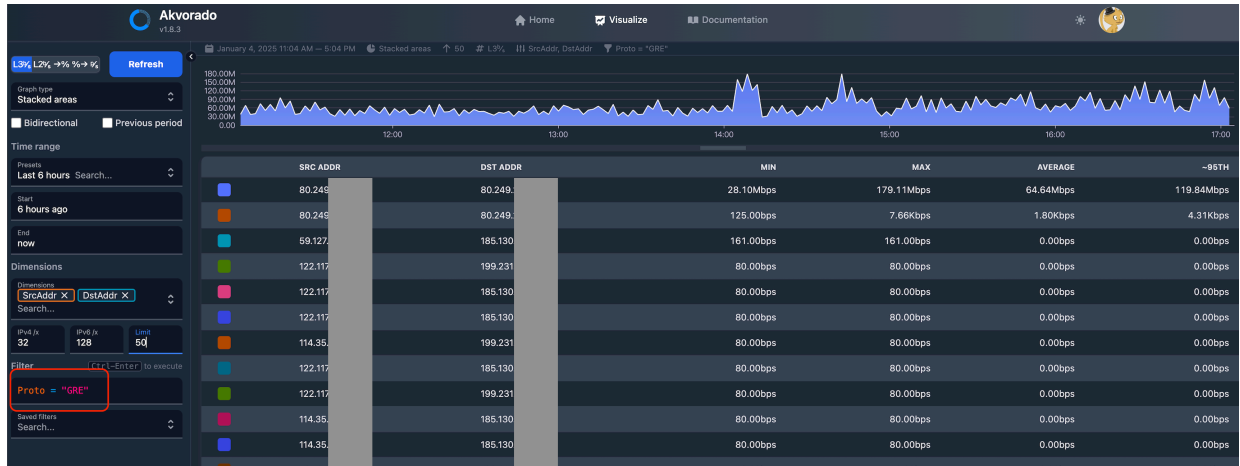 Akvorado
v1.8.3
Home
Visualize
Documentation
L3ᵇ⁄ₛ L2ᵇ⁄ₛ →% %→ ᵖ⁄ₛ
Refresh
January 4, 2025 11:04 AM — 5:04 PM Stacked areas ↑ 50 # L3ᵇ⁄ₛ SrcAddr, DstAddr Proto = "GRE"
Graph type
Stacked areas
Bidirectional
Previous period
Time range
Presets
Last 6 hours Search...
Start
6 hours ago
End
now
Dimensions
Dimensions
SrcAddr × DstAddr ×
Search...
IPv4 /x
32
IPv6 /x
128
Limit
50
Filter
Ctrl-Enter to execute
Proto = "GRE"
Saved filters
Search...
180.00M
150.00M
120.00M
90.00M
60.00M
30.00M
0.00
12:00 13:00 14:00 15:00 16:00 17:00
SRC ADDR DST ADDR MIN MAX AVERAGE ~95TH
80.249 80.249. 28.10Mbps 179.11Mbps 64.64Mbps 119.84Mbps
80.249 80.249. 125.00bps 7.66Kbps 1.80Kbps 4.31Kbps
59.127. 185.130 161.00bps 161.00bps 0.00bps 0.00bps
122.117 199.231 80.00bps 80.00bps 0.00bps 0.00bps
122.117 185.130 80.00bps 80.00bps 0.00bps 0.00bps
122.117 185.130 80.00bps 80.00bps 0.00bps 0.00bps
114.35. 199.231 80.00bps 80.00bps 0.00bps 0.00bps
122.117 185.130 80.00bps 80.00bps 0.00bps 0.00bps
122.117 199.231 80.00bps 80.00bps 0.00bps 0.00bps
114.35. 185.130 80.00bps 80.00bps 0.00bps 0.00bps
114.35. 185.130 80.00bps 80.00bps 0.00bps 0.00bps